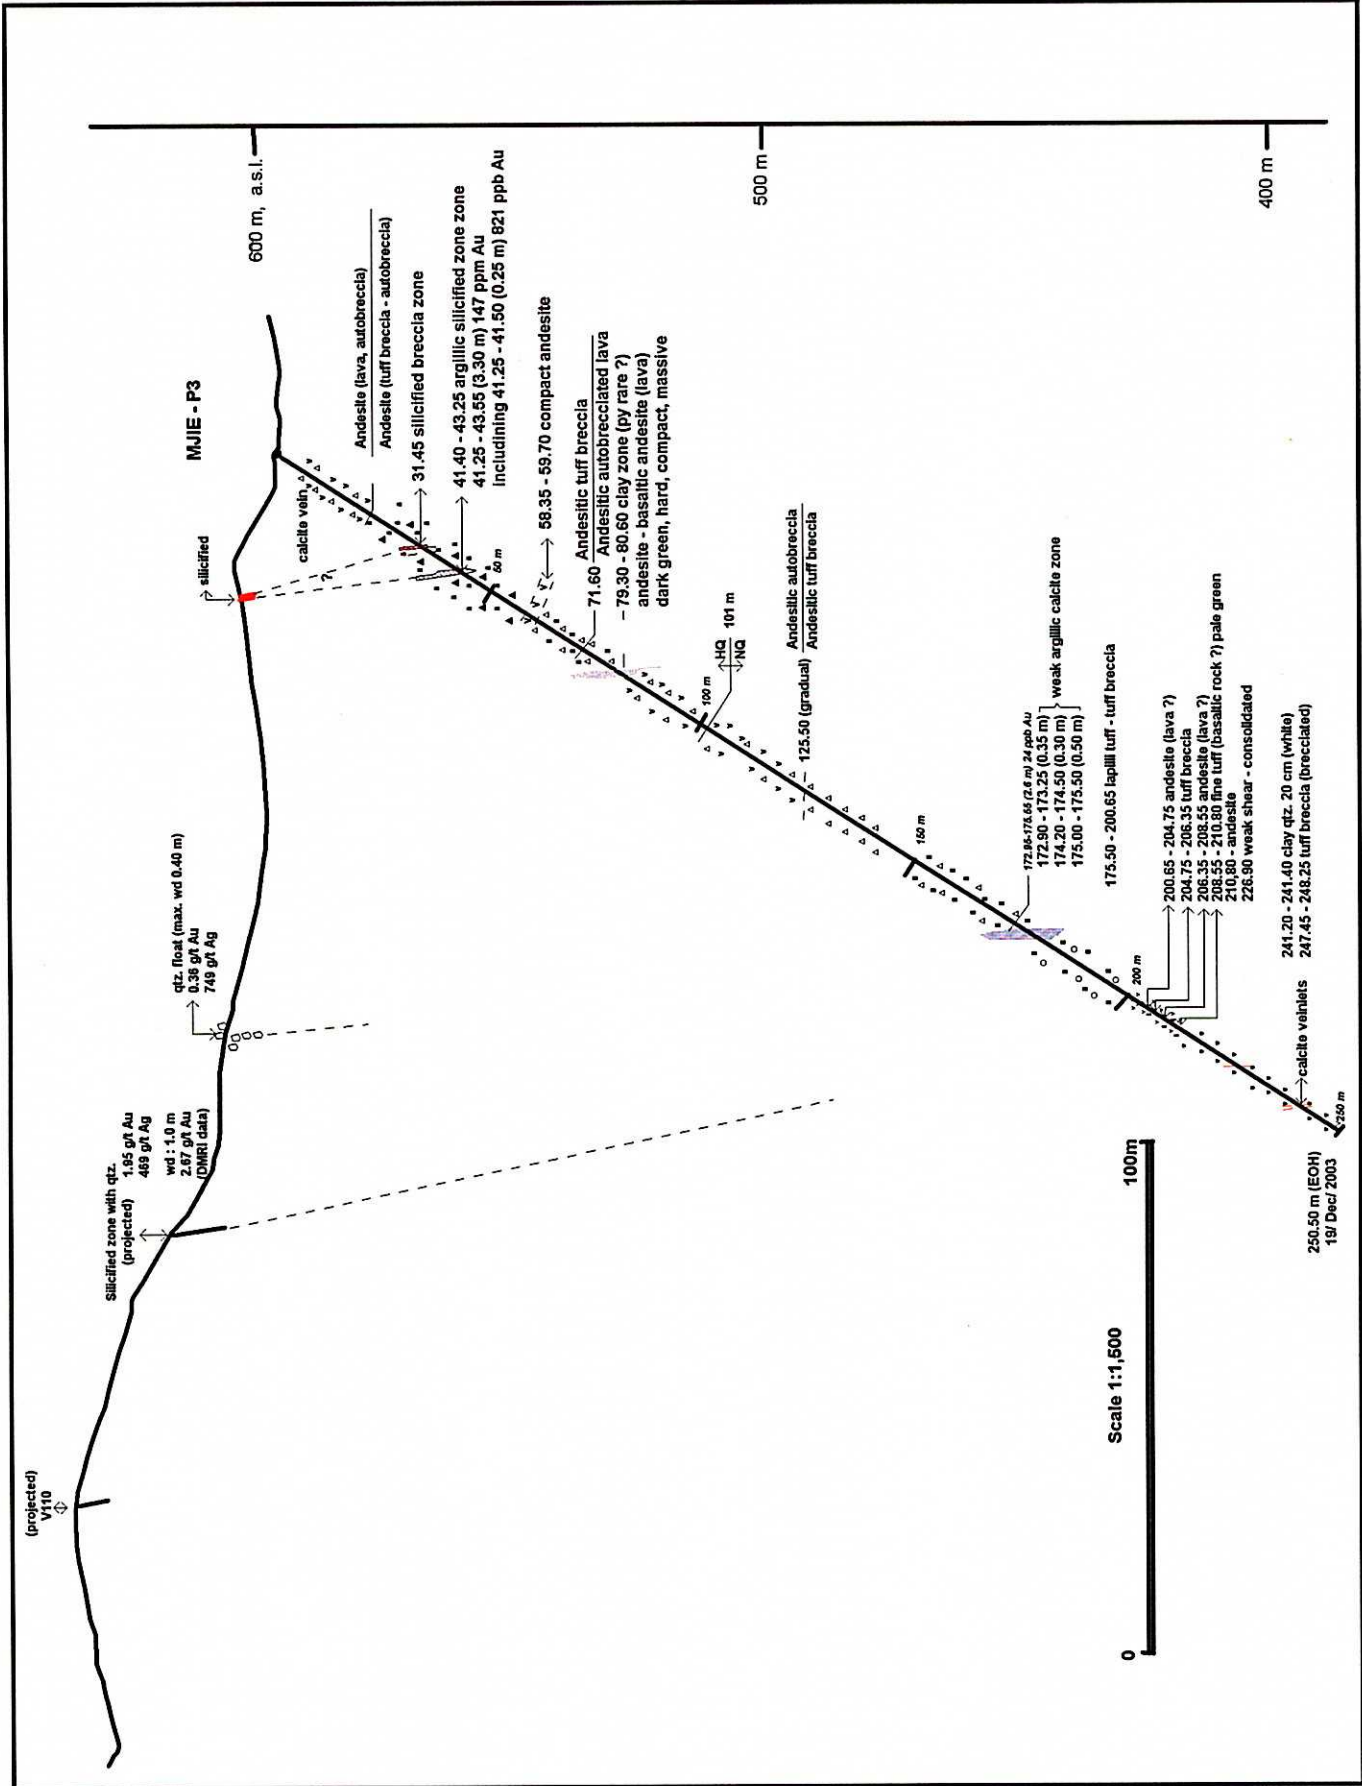 (projected)
V110
Silicified zone with qtz.
(projected)
1.95 g/t Au
469 g/t Ag
wd : 1.0 m
2.67 g/t Au
(DMRI data)
qtz. float (max. wd 0.40 m)
0.36 g/t Au
749 g/t Ag
silicified
MJIE - P3
calcite vein
?
600 m, a.s.l.
500 m
400 m
Andesite (lava, autobreccia)
Andesite (tuff breccia - autobreccia)
31.45 silicified breccia zone
41.40 - 43.25 argillic silicified zone zone
41.25 - 43.55 (3.30 m) 147 ppm Au
includining 41.25 - 41.50 (0.25 m) 821 ppb Au
50 m
58.35 - 59.70 compact andesite
Andesitic tuff breccia
71.60 Andesitic autobrecciated lava
79.30 - 80.60 clay zone (py rare ?)
andesite - basaltic andesite (lava)
dark green, hard, compact, massive
100 m
HQ
NQ
101 m
125.50 (gradual)
Andesitic autobreccia
Andesitic tuff breccia
150 m
172.95-175.55 (2.6 m) 24 ppb Au
172.90 - 173.25 (0.35 m)
174.20 - 174.50 (0.30 m)
175.00 - 175.50 (0.50 m)
weak argillic calcite zone
175.50 - 200.65 lapilli tuff - tuff breccia
200 m
200.65 - 204.75 andesite (lava ?)
204.75 - 206.35 tuff breccia
206.35 - 208.55 andesite (lava ?)
208.55 - 210.80 fine tuff (basaltic rock ?) pale green
210,80 - andesite
226.90 weak shear - consolidated
241.20 - 241.40 clay qtz. 20 cm (white)
247.45 - 248.25 tuff breccia (brecciated)
calcite veinlets
250 m
250.50 m (EOH)
19/ Dec/ 2003
Scale 1:1,500
0
100m